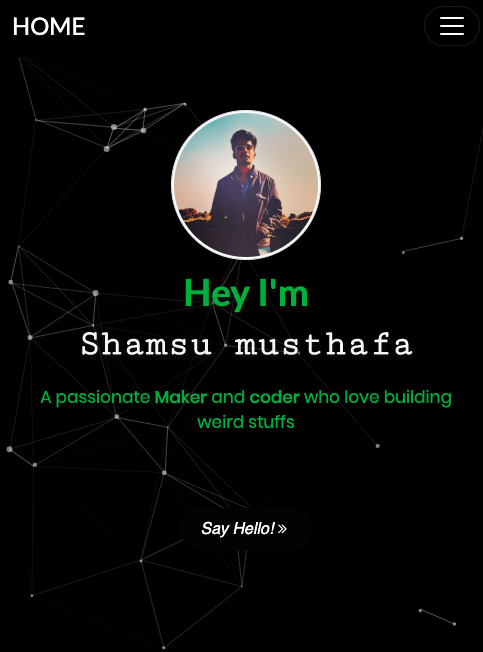 HOME
Hey I'm
Shamsu musthafa
A passionate Maker and coder who love building
weird stuffs
Say Hello! »